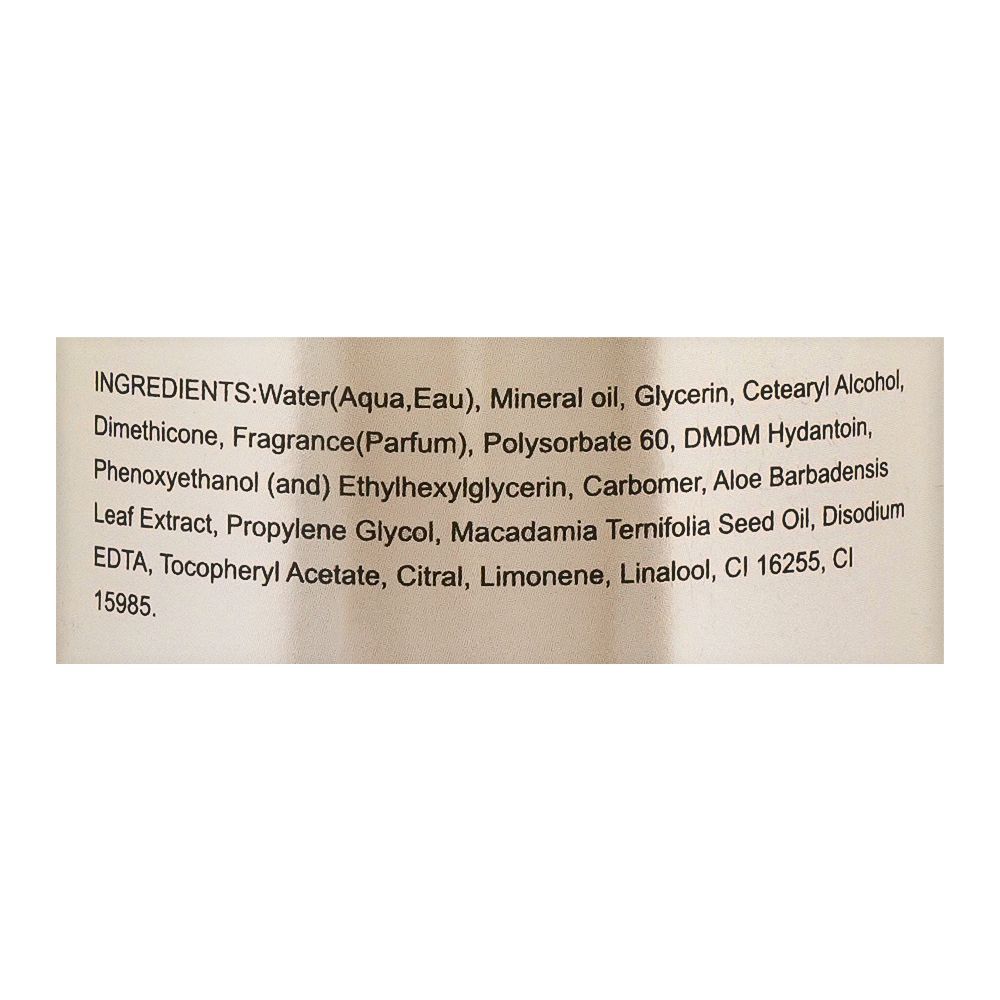 INGREDIENTS:Water(Aqua,Eau), Mineral oil, Glycerin, Cetearyl Alcohol,
Dimethicone, Fragrance(Parfum), Polysorbate 60, DMDM Hydantoin,
Phenoxyethanol (and) Ethylhexylglycerin, Carbomer, Aloe Barbadensis
Leaf Extract, Propylene Glycol, Macadamia Ternifolia Seed Oil, Disodium
EDTA, Tocopheryl Acetate, Citral, Limonene, Linalool, CI 16255, CI
15985.